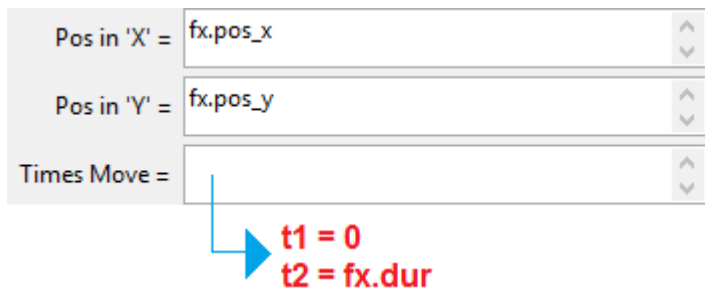 Pos in 'X' = fx.pos_x
Pos in 'Y' = fx.pos_y
Times Move =
t1 = 0
t2 = fx.dur